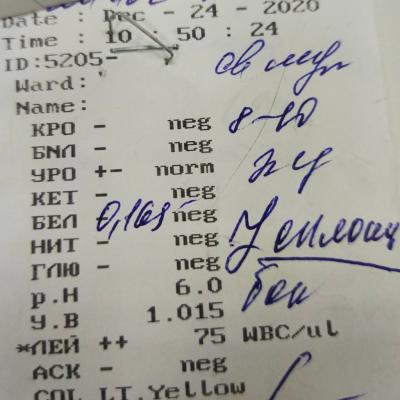 Date : Dec - 24 - 2020
Time : 10 : 50 : 24
ID:5205-
Ward:
Name:
КРО - neg 8-10
БНЛ - neg
УРО +- norm
КЕТ - neg
БЕЛ 0,165 neg
НИТ - neg
ГЛЮ - neg
p.H 6.0
У.В 1.015
*ЛЕЙ ++ 75 WBC/ul
АСК - neg
COL LT.Yellow